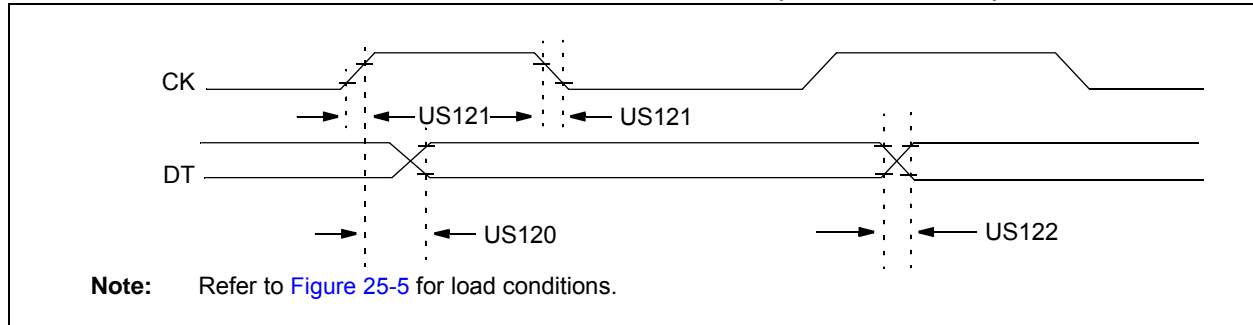 CK
US121 US121
DT
US120 US122
Note: Refer to Figure 25-5 for load conditions.